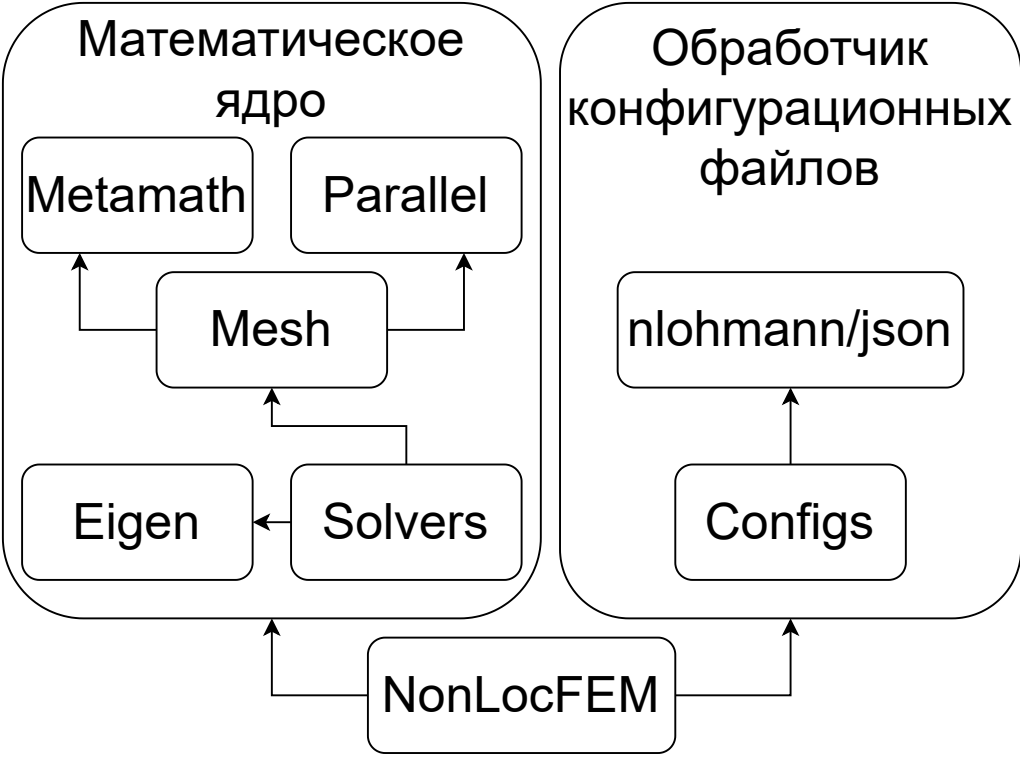 Математическое
ядро
Metamath
Parallel
Mesh
Eigen
Solvers
Обработчик
конфигурационных
файлов
nlohmann/json
Configs
NonLocFEM